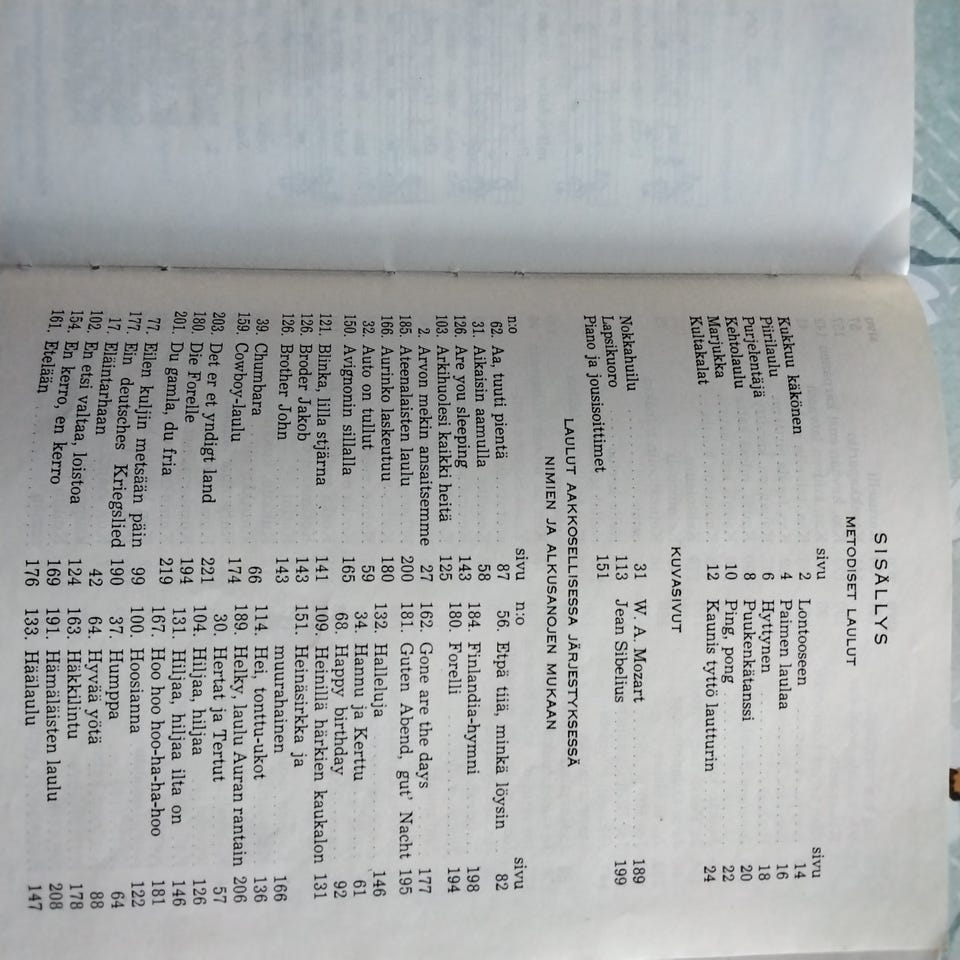 SISÄLLYS
METODISET LAULUT
sivu
Kukkuu käkönen 2
Piirilaulu 4
Purjelentäjä 6
Kehtolaulu 8
Marjukka 10
Kultakalat 12
sivu
Lontooseen 14
Paimen laulaa 16
Hyttynen 18
Puukenkätanssi 20
Ping, pong 22
Kaunis tyttö lautturin 24
KUVASIVUT
Nokkahuilu 31
Lapsikuoro 113
Piano ja jousisoittimet 151
W. A. Mozart 189
Jean Sibelius 199
LAULUT AAKKOSELLISESSA JÄRJESTYKSESSÄ
NIMIEN JA ALKUSANOJEN MUKAAN
n:o sivu
62. Aa, tuuti pientä 87
31. Aikaisin aamulla 58
126. Are you sleeping 143
103. Arkihuolesi kaikki heitä 125
2. Arvon mekin ansaitsemme 27
185. Ateenalaisten laulu 200
166. Aurinko laskeutuu 180
32. Auto on tullut 59
150. Avignonin sillalla 165
121. Blinka, lilla stjärna 141
126. Broder Jakob 143
126. Brother John 143
39. Chumbara 66
159. Cowboy-laulu 174
203. Det er et yndigt land 221
180. Die Forelle 194
201. Du gamla, du fria 219
77. Eilen kuljin metsään päin 99
177. Ein deutsches Kriegslied 190
17. Eläintarhaan 42
102. En etsi valtaa, loistoa 124
154. En kerro, en kerro 169
161. Etelään 176
n:o sivu
56. Etpä tiiä, minkä löysin 82
184. Finlandia-hymni 198
180. Forelli 194
162. Gone are the days 177
181. Guten Abend, gut' Nacht 195
132. Halleluja 146
34. Hannu ja Kerttu 61
68. Happy birthday 92
109. Heinillä härkien kaukalon 131
151. Heinäsirkka ja
muurahainen 166
114. Hei, tonttu-ukot 136
189. Helky, laulu Auran rantain 206
30. Hertat ja Tertut 57
104. Hiljaa, hiljaa 126
131. Hiljaa, hiljaa ilta on 146
167. Hoo hoo hoo-ha-ha-hoo 181
100. Hoosianna 122
37. Humppa 64
64. Hyvää yötä 88
163. Häkkilintu 178
191. Hämäläisten laulu 208
133. Häälaulu 147